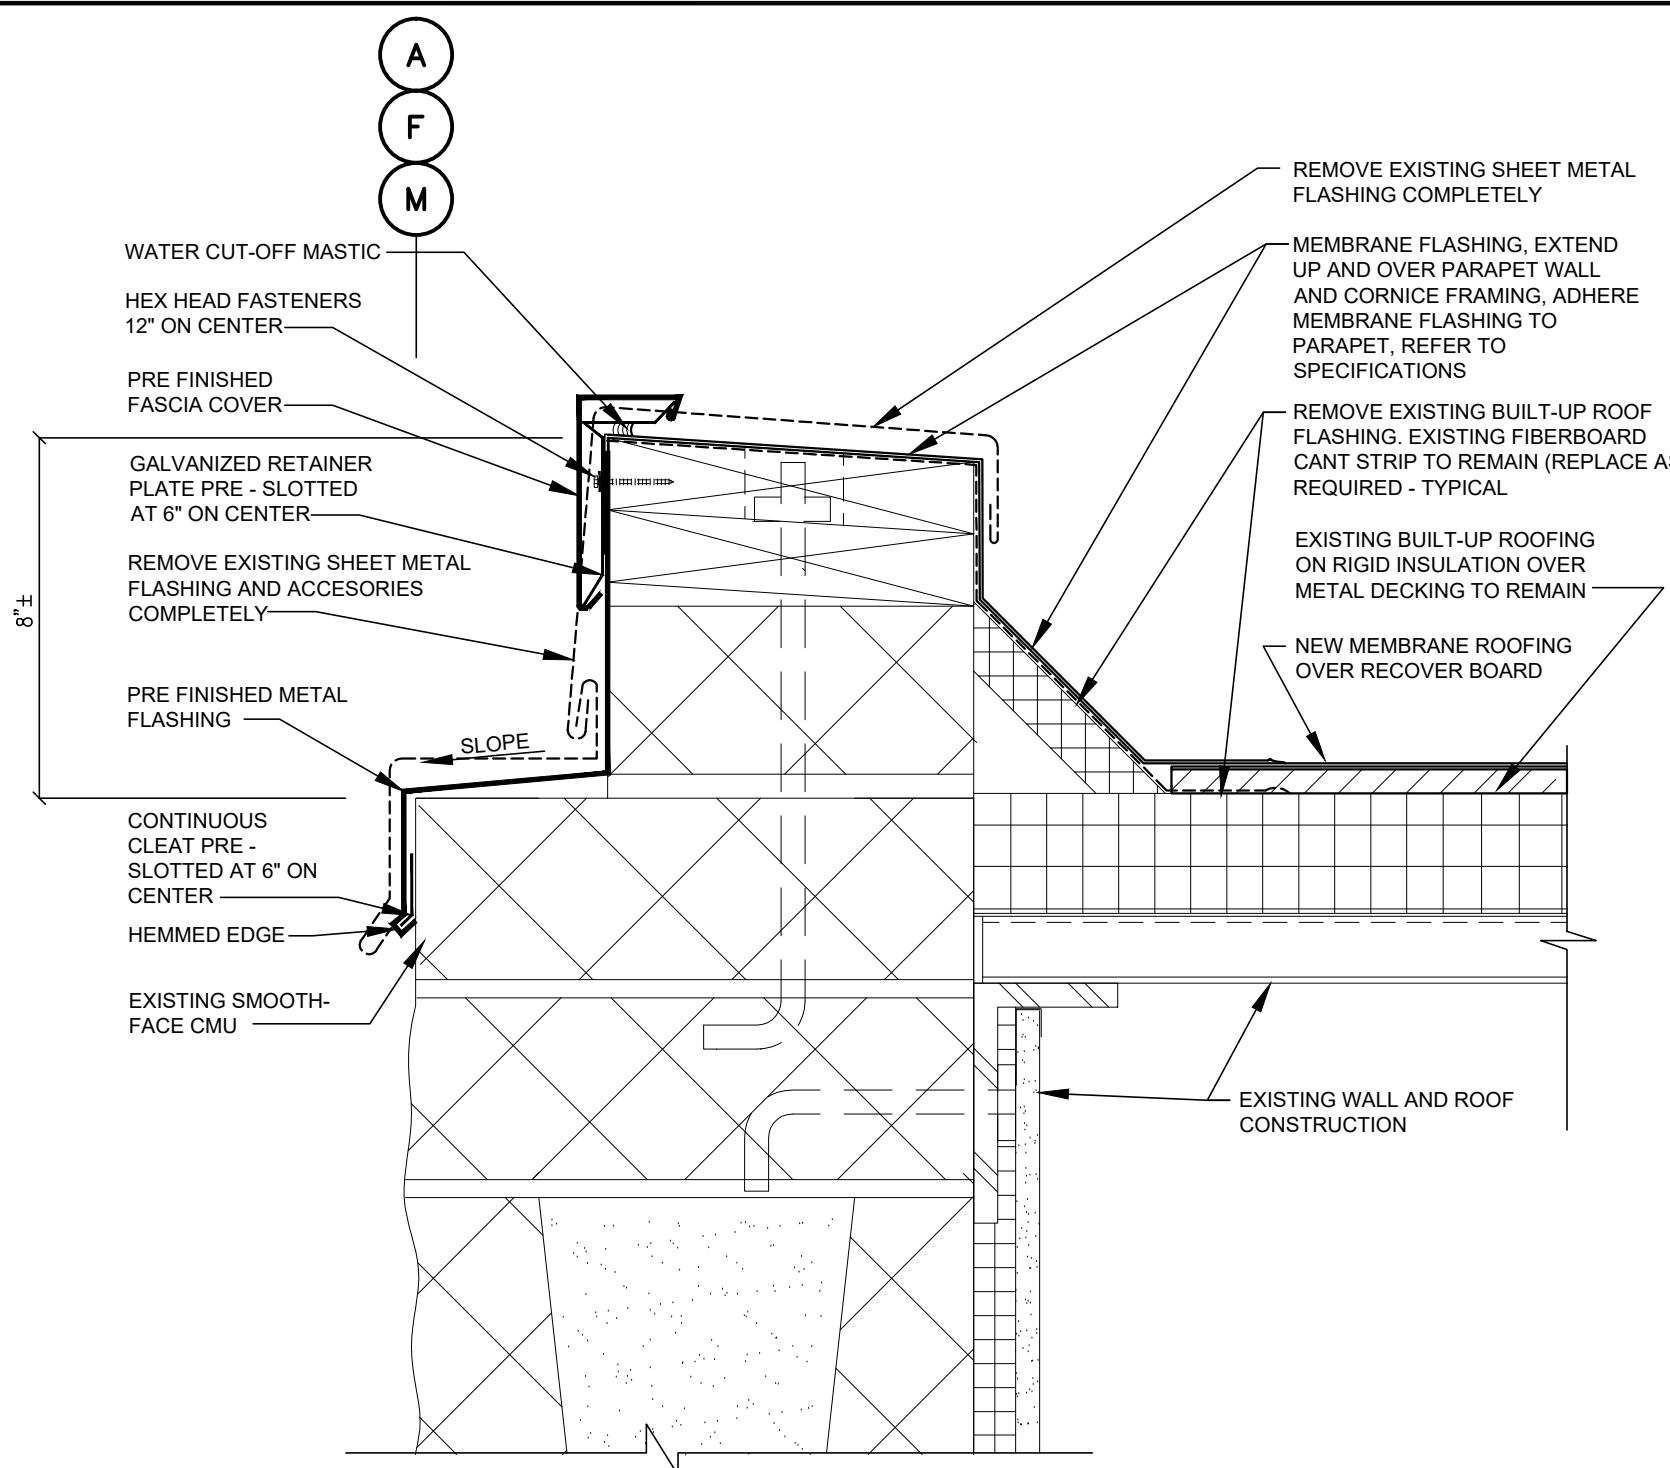 A
F
M
WATER CUT-OFF MASTIC
HEX HEAD FASTENERS
12" ON CENTER
PRE FINISHED
FASCIA COVER
GALVANIZED RETAINER
PLATE PRE - SLOTTED
AT 6" ON CENTER
REMOVE EXISTING SHEET METAL
FLASHING AND ACCESORIES
COMPLETELY
8"±
PRE FINISHED METAL
FLASHING
SLOPE
CONTINUOUS
CLEAT PRE -
SLOTTED AT 6" ON
CENTER
HEMMED EDGE
EXISTING SMOOTH-
FACE CMU
REMOVE EXISTING SHEET METAL
FLASHING COMPLETELY
MEMBRANE FLASHING, EXTEND
UP AND OVER PARAPET WALL
AND CORNICE FRAMING, ADHERE
MEMBRANE FLASHING TO
PARAPET, REFER TO
SPECIFICATIONS
REMOVE EXISTING BUILT-UP ROOF
FLASHING. EXISTING FIBERBOARD
CANT STRIP TO REMAIN (REPLACE AS
REQUIRED - TYPICAL
EXISTING BUILT-UP ROOFING
ON RIGID INSULATION OVER
METAL DECKING TO REMAIN
NEW MEMBRANE ROOFING
OVER RECOVER BOARD
EXISTING WALL AND ROOF
CONSTRUCTION